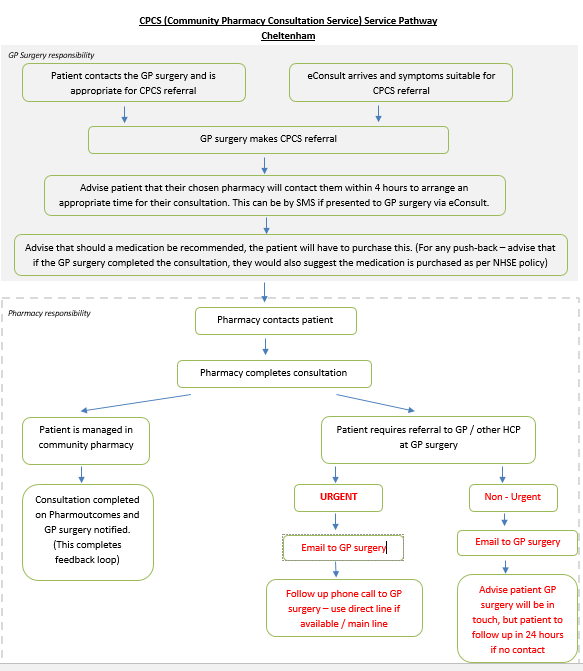 CPCS (Community Pharmacy Consultation Service) Service Pathway
Cheltenham
GP Surgery responsibility
Patient contacts the GP surgery and is
appropriate for CPCS referral
eConsult arrives and symptoms suitable for
CPCS referral
GP surgery makes CPCS referral
Advise patient that their chosen pharmacy will contact them within 4 hours to arrange an
appropriate time for their consultation. This can be by SMS if presented to GP surgery via eConsult.
Advise that should a medication be recommended, the patient will have to purchase this. (For any push-back – advise that
if the GP surgery completed the consultation, they would also suggest the medication is purchased as per NHSE policy)
Pharmacy responsibility
Pharmacy contacts patient
Pharmacy completes consultation
Patient is managed in
community pharmacy
Patient requires referral to GP / other HCP
at GP surgery
Consultation completed
on Pharmoutcomes and
GP surgery notified.
(This completes
feedback loop)
URGENT
Non - Urgent
Email to GP surgery
Email to GP surgery
Follow up phone call to GP
surgery – use direct line if
available / main line
Advise patient GP
surgery will be in
touch, but patient to
follow up in 24 hours
if no contact